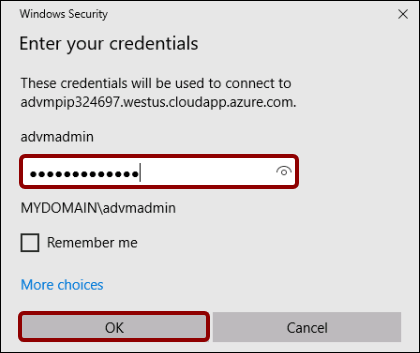 Windows Security
Enter your credentials
These credentials will be used to connect to
advmpip324697.westus.cloudapp.azure.com.
advmadmin
●●●●●●●●●●●●●
MYDOMAIN\advmadmin
Remember me
More choices
OK
Cancel